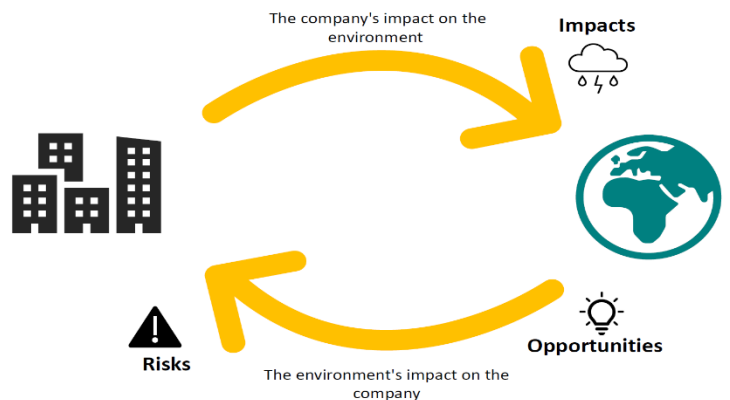 The company's impact on the
environment
Impacts
Opportunities
Risks
The environment's impact on the
company